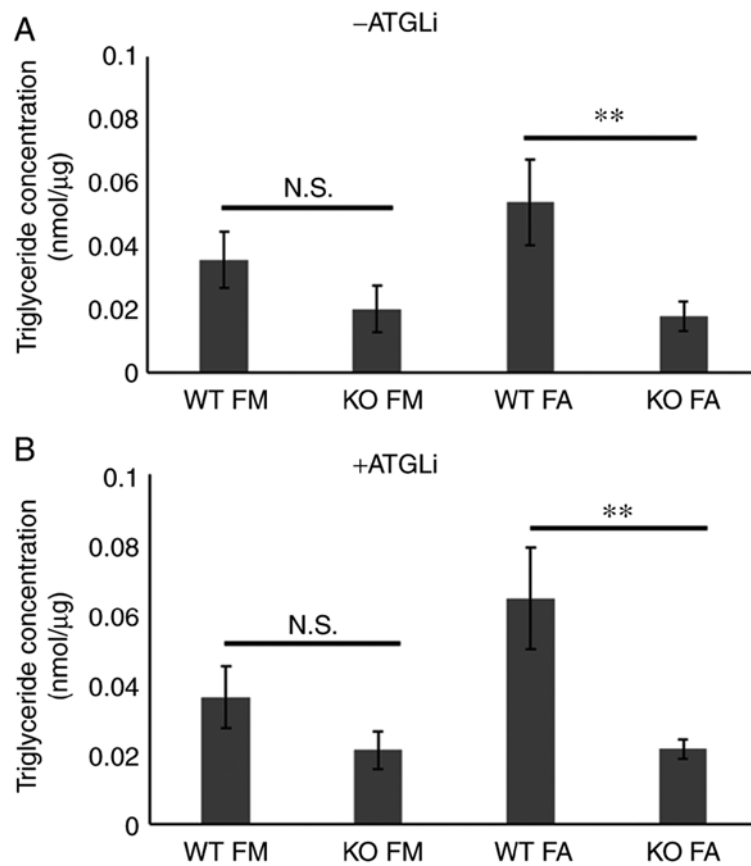 A
−ATGLi
Triglyceride concentration
(nmol/μg)
0.1
0.08
0.06
0.04
0.02
0
N.S.
**
WT FM
KO FM
WT FA
KO FA
B
+ATGLi
Triglyceride concentration
(nmol/μg)
0.1
0.08
0.06
0.04
0.02
0
N.S.
**
WT FM
KO FM
WT FA
KO FA